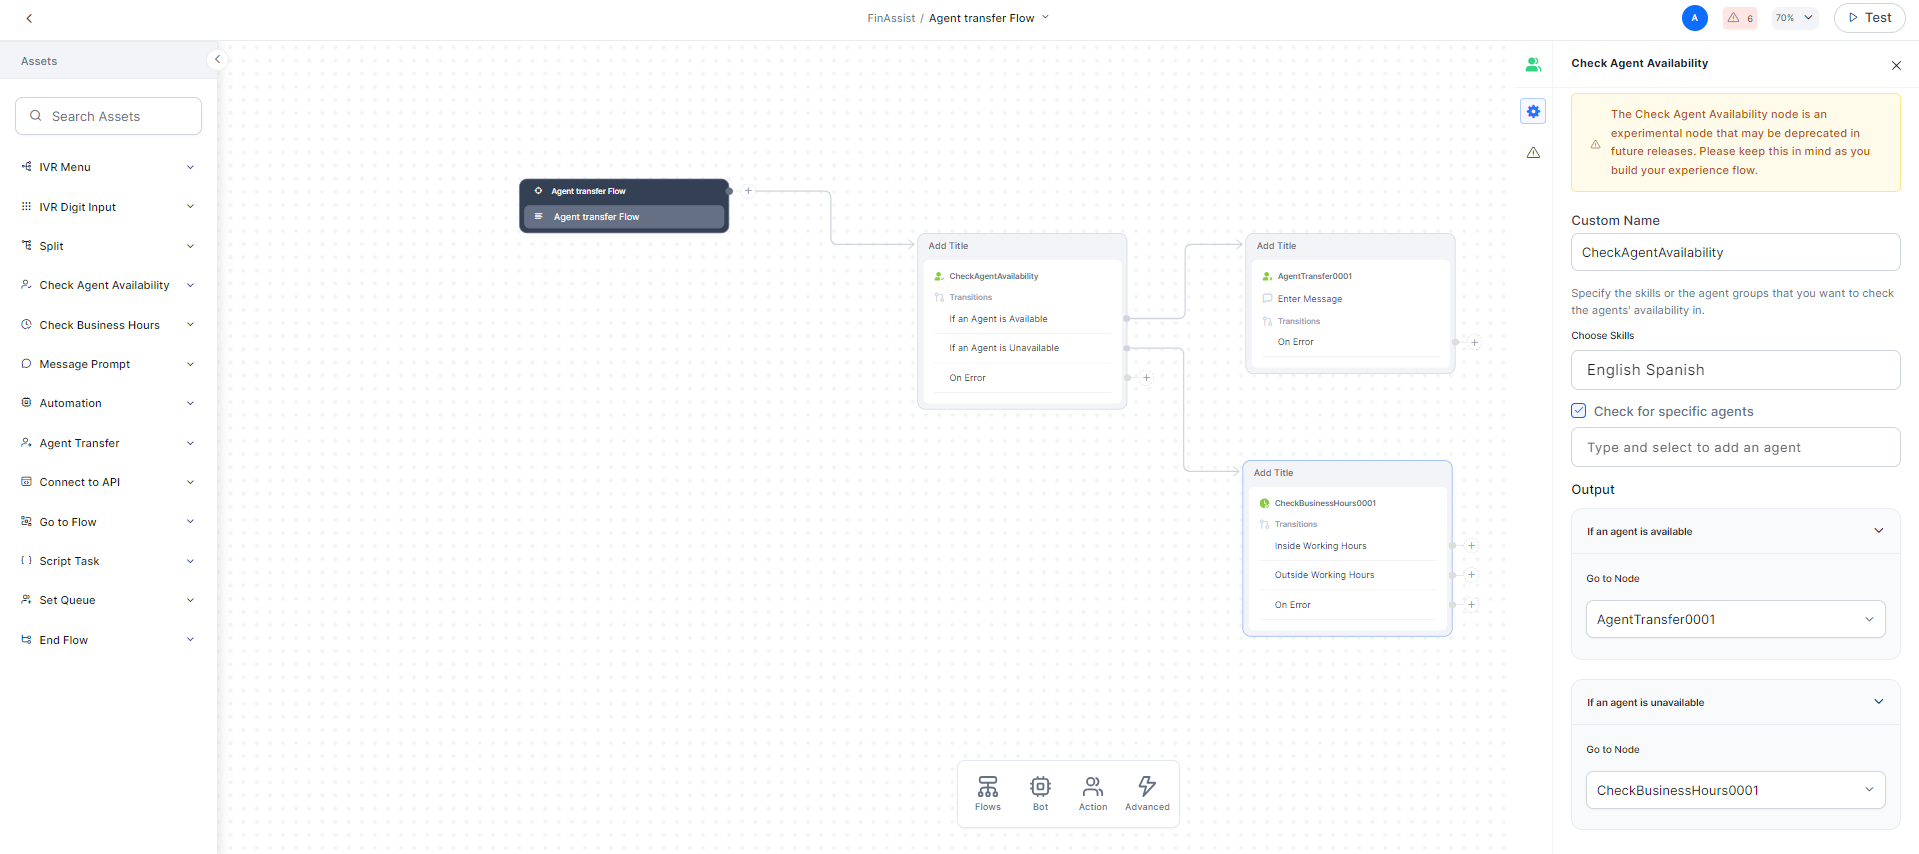 FinAssist / Agent transfer Flow
A
6
70%
Test
Assets
Search Assets
IVR Menu
IVR Digit Input
Split
Check Agent Availability
Check Business Hours
Message Prompt
Automation
Agent Transfer
Connect to API
Go to Flow
Script Task
Set Queue
End Flow
Agent transfer Flow
Agent transfer Flow
Add Title
CheckAgentAvailability
Transitions
If an Agent is Available
If an Agent is Unavailable
On Error
Add Title
AgentTransfer0001
Enter Message
Transitions
On Error
Add Title
CheckBusinessHours0001
Transitions
Inside Working Hours
Outside Working Hours
On Error
Flows
Bot
Action
Advanced
Check Agent Availability
The Check Agent Availability node is an
experimental node that may be deprecated in
future releases. Please keep this in mind as you
build your experience flow.
Custom Name
CheckAgentAvailability
Specify the skills or the agent groups that you want to check
the agents' availability in.
Choose Skills
English Spanish
Check for specific agents
Type and select to add an agent
Output
If an agent is available
Go to Node
AgentTransfer0001
If an agent is unavailable
Go to Node
CheckBusinessHours0001